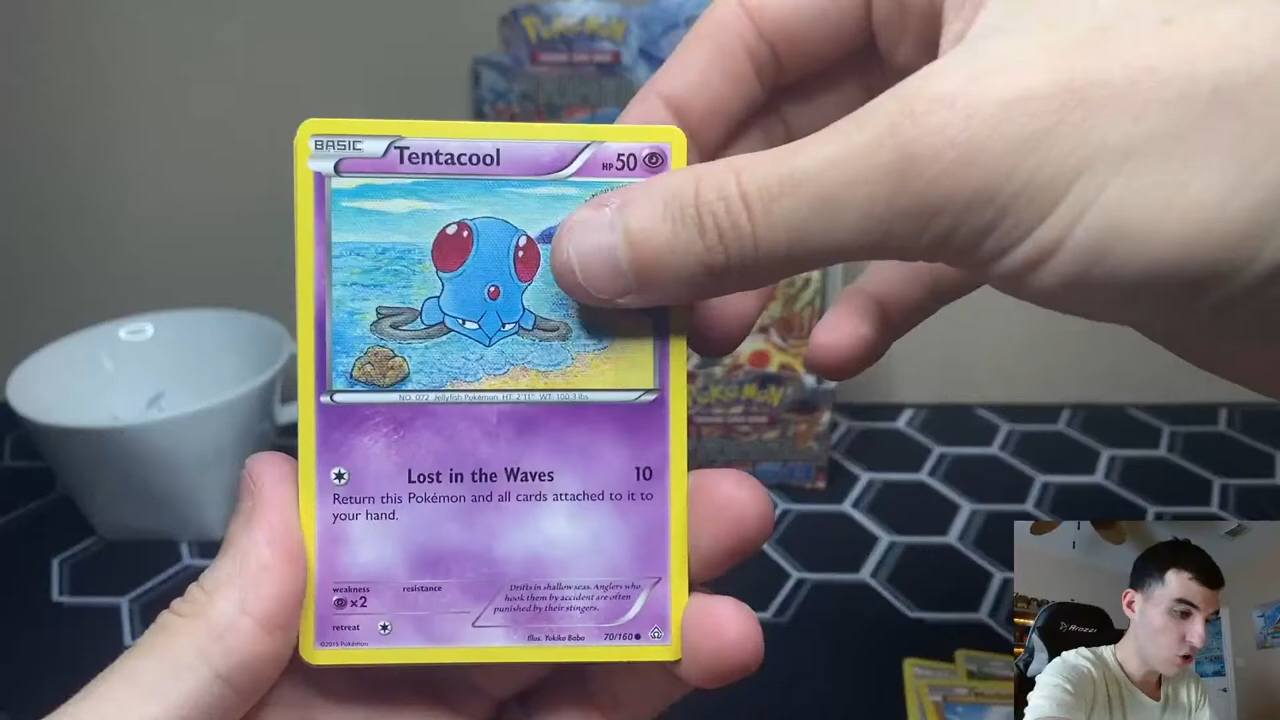 Pokémon
BASIC
Tentacool
HP 50
NO. 072 Jellyfish Pokémon. HT: 2'11" WT: 100.3 lbs
Lost in the Waves 10
Return this Pokémon and all cards attached to it to
your hand.
weakness resistance
×2
retreat
Drifts in shallow seas. Anglers who
hook them by accident are often
punished by their stingers.
©2015 Pokémon
Illus. Yukiko Baba 70/160
POKéMON
Arozzi